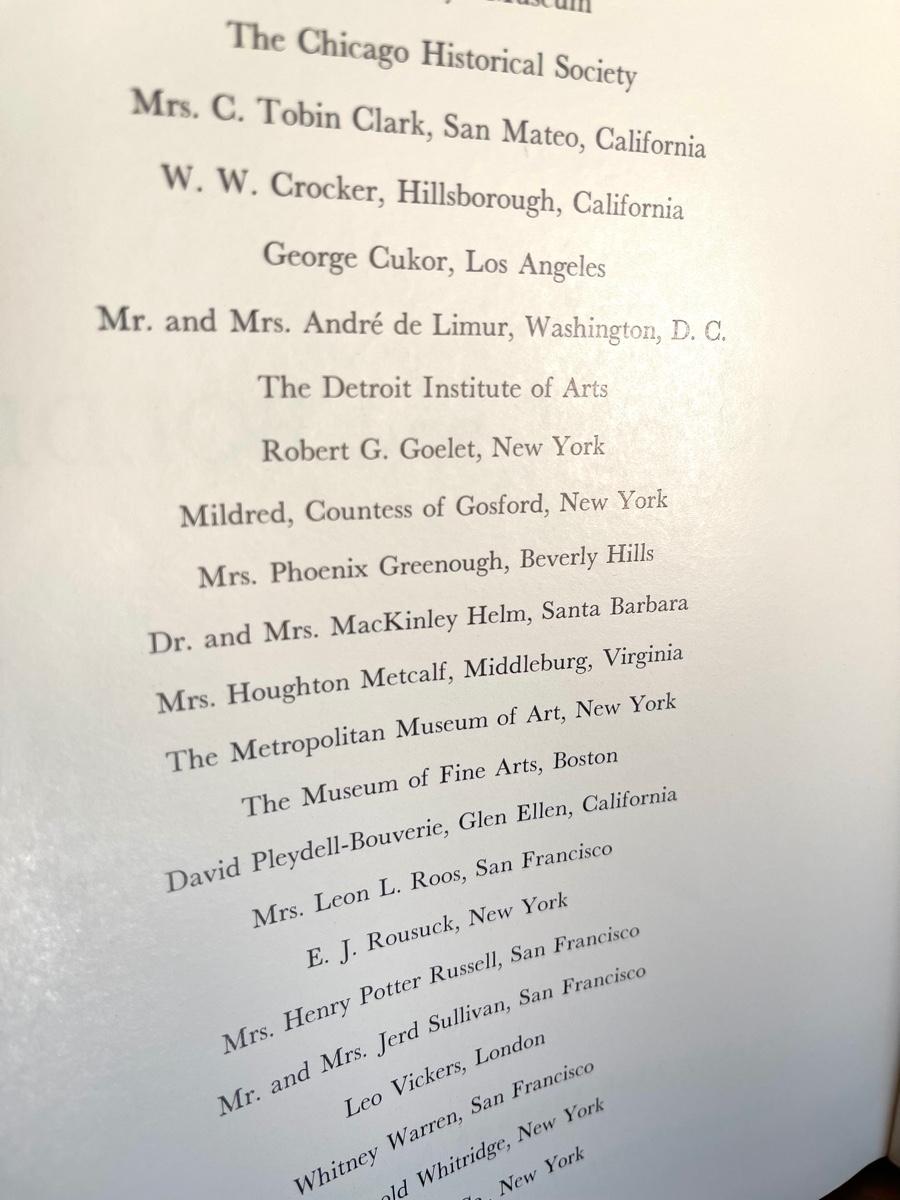 The Chicago Historical Society
Mrs. C. Tobin Clark, San Mateo, California
W. W. Crocker, Hillsborough, California
George Cukor, Los Angeles
Mr. and Mrs. André de Limur, Washington, D. C.
The Detroit Institute of Arts
Robert G. Goelet, New York
Mildred, Countess of Gosford, New York
Mrs. Phoenix Greenough, Beverly Hills
Dr. and Mrs. MacKinley Helm, Santa Barbara
Mrs. Houghton Metcalf, Middleburg, Virginia
The Metropolitan Museum of Art, New York
The Museum of Fine Arts, Boston
David Pleydell-Bouverie, Glen Ellen, California
Mrs. Leon L. Roos, San Francisco
E. J. Rousuck, New York
Mrs. Henry Potter Russell, San Francisco
Mr. and Mrs. Jerd Sullivan, San Francisco
Leo Vickers, London
Whitney Warren, San Francisco
Whitridge, New York
New York